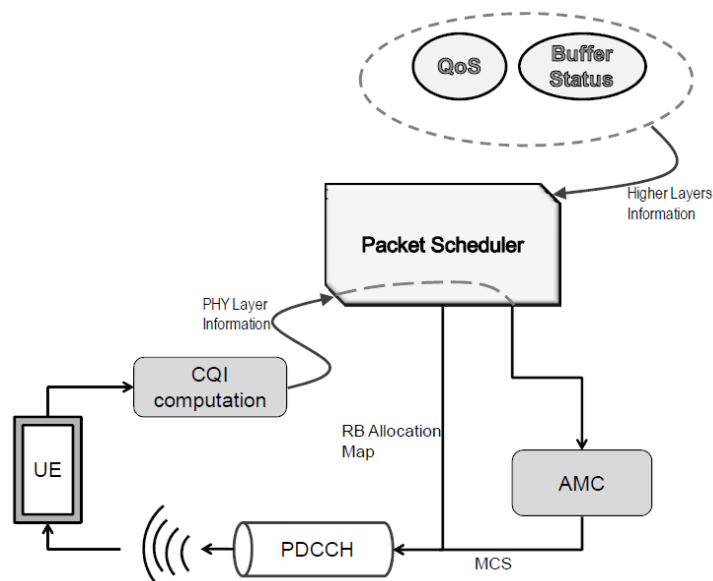 QoS
Buffer
Status
Higher Layers
Information
Packet Scheduler
PHY Layer
Information
CQI
computation
RB Allocation
Map
UE
AMC
PDCCH
MCS